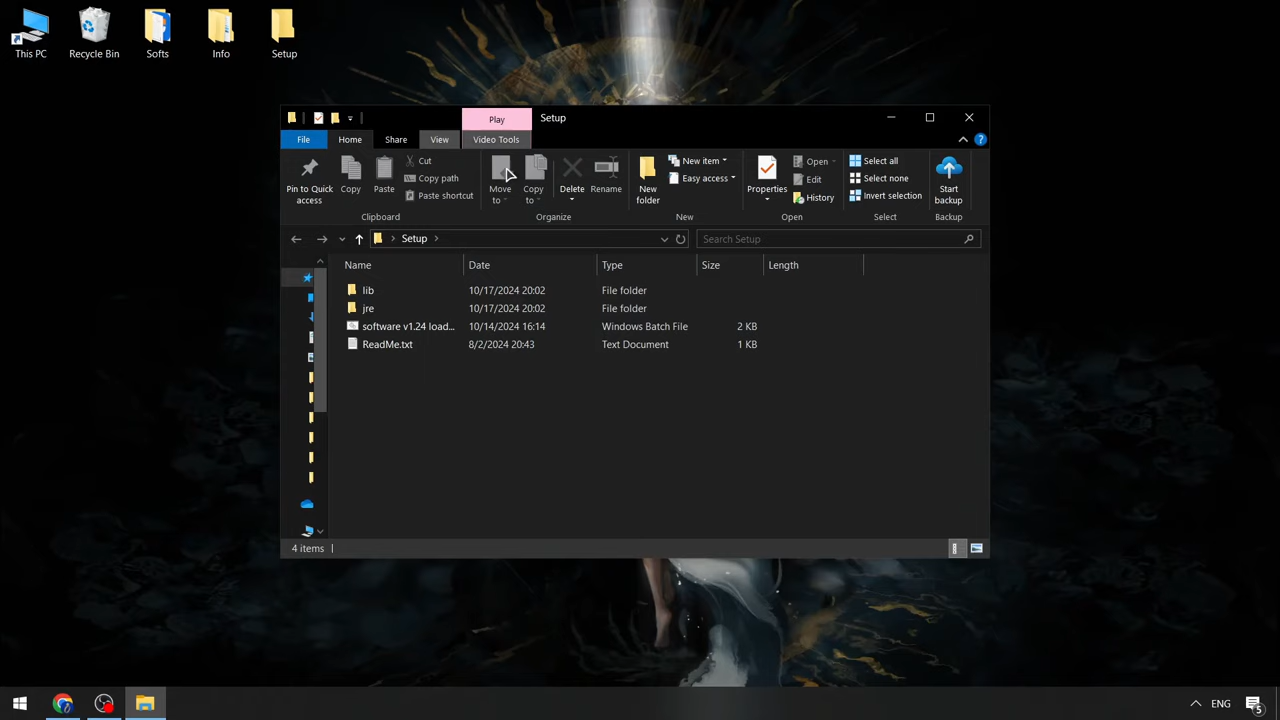 This PC
Recycle Bin
Softs
Info
Setup
Play
Setup
File
Home
Share
View
Video Tools
Pin to Quick access
Copy
Paste
Cut
Copy path
Paste shortcut
Clipboard
Move to
Copy to
Delete
Rename
Organize
New folder
New item
Easy access
New
Properties
Open
Edit
History
Open
Select all
Select none
Invert selection
Select
Start backup
Backup
Setup
Search Setup
Name Date Type Size Length
lib 10/17/2024 20:02 File folder
jre 10/17/2024 20:02 File folder
software v1.24 load... 10/14/2024 16:14 Windows Batch File 2 KB
ReadMe.txt 8/2/2024 20:43 Text Document 1 KB
4 items
ENG
5